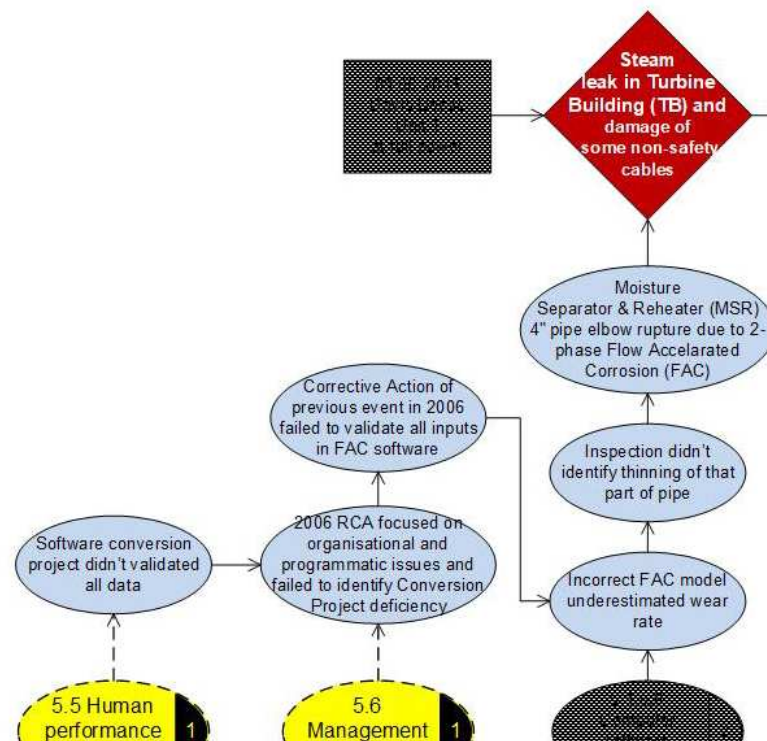 Steam
leak in Turbine
Building (TB) and
damage of
some non-safety
cables
Moisture
Separator & Reheater (MSR)
4" pipe elbow rupture due to 2-
phase Flow Accelarated
Corrosion (FAC)
Corrective Action of
previous event in 2006
failed to validate all inputs
in FAC software
Inspection didn't
identify thinning of that
part of pipe
Software conversion
project didn't validated
all data
2006 RCA focused on
organisational and
programmatic issues and
failed to identify Conversion
Project deficiency
Incorrect FAC model
underestimated wear
rate
5.5 Human
performance 1
5.6
Management 1